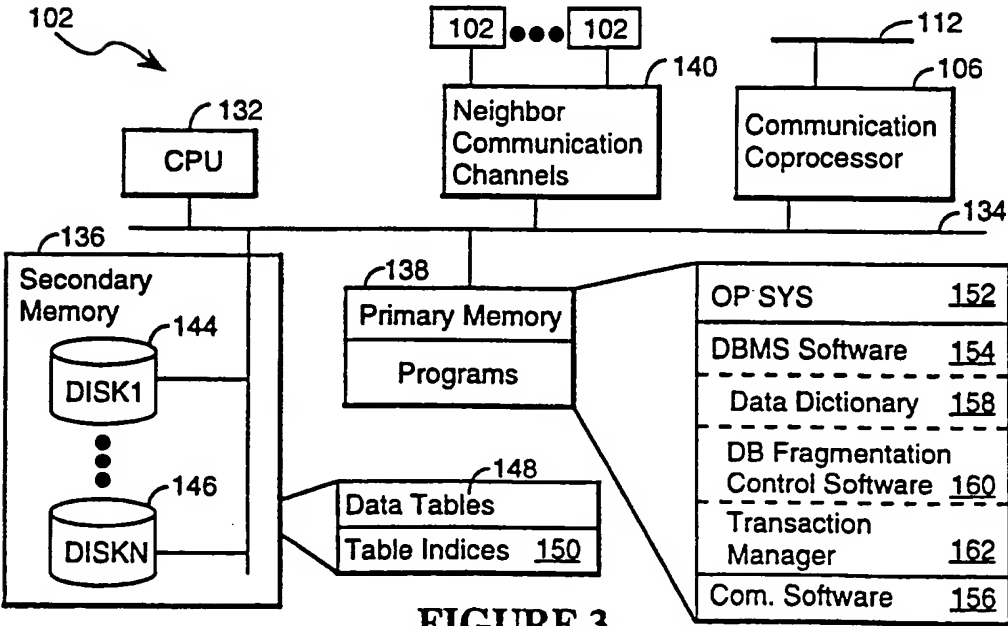 102
102 ●●● 102
112
140
106
132
CPU
Neighbor
Communication
Channels
Communication
Coprocessor
134
136
Secondary
Memory
144
DISK1
146
DISKN
138
Primary Memory
Programs
148
Data Tables
Table Indices 150
OP SYS 152
DBMS Software 154
Data Dictionary 158
DB Fragmentation
Control Software 160
Transaction
Manager 162
Com. Software 156
FIGURE 3